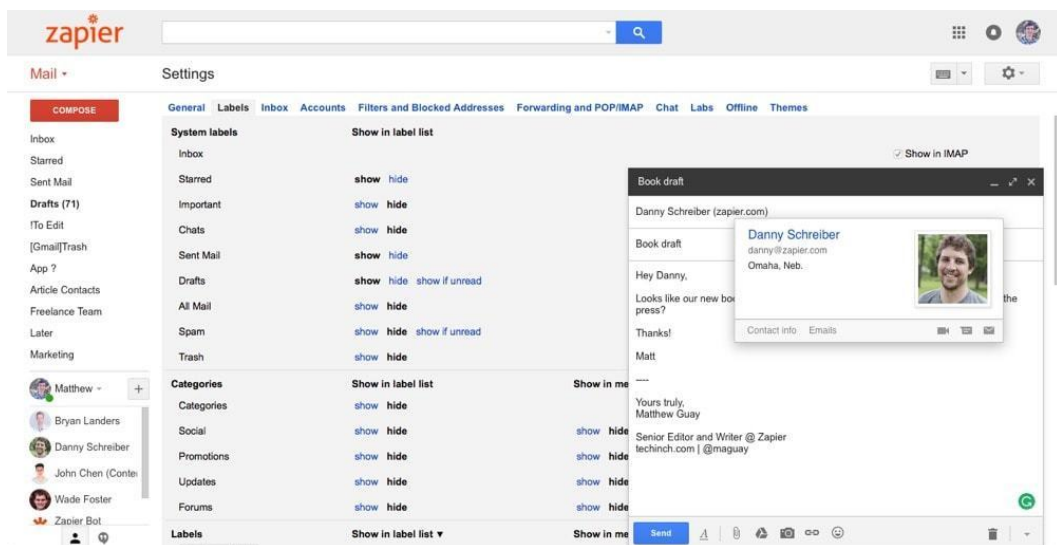 zapier
Mail
Settings
COMPOSE
General Labels Inbox Accounts Filters and Blocked Addresses Forwarding and POP/IMAP Chat Labs Offline Themes
Inbox
Starred
Sent Mail
Drafts (71)
!To Edit
[Gmail]Trash
App ?
Article Contacts
Freelance Team
Later
Marketing
Matthew
Bryan Landers
Danny Schreiber
John Chen (Conte
Wade Foster
Zapier Bot
System labels Show in label list
Inbox Show in IMAP
Starred show hide
Important show hide
Chats show hide
Sent Mail show hide
Drafts show hide show if unread
All Mail show hide
Spam show hide show if unread
Trash show hide
Categories Show in label list Show in me
Categories show hide
Social show hide show hide
Promotions show hide show hide
Updates show hide show hide
Forums show hide show hide
Labels Show in label list ▼ Show in me
Book draft
Danny Schreiber (zapier.com)
Book draft
Hey Danny,
Looks like our new the
press?
Thanks!
Matt
----
Yours truly,
Matthew Guay
Senior Editor and Writer @ Zapier
techinch.com | @maguay
Send
Danny Schreiber
danny@zapier.com
Omaha, Neb.
Contact info Emails